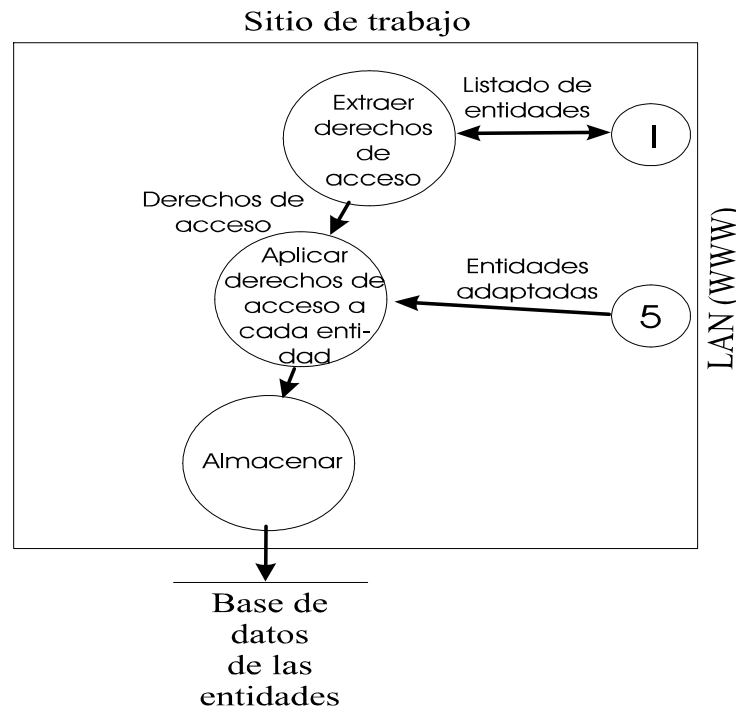 Sitio de trabajo
Extraer
derechos
de
acceso
Listado de
entidades
1
Derechos de
acceso
Aplicar
derechos de
acceso a
cada enti-
dad
Entidades
adaptadas
5
LAN (WWW)
Almacenar
Base de
datos
de las
entidades